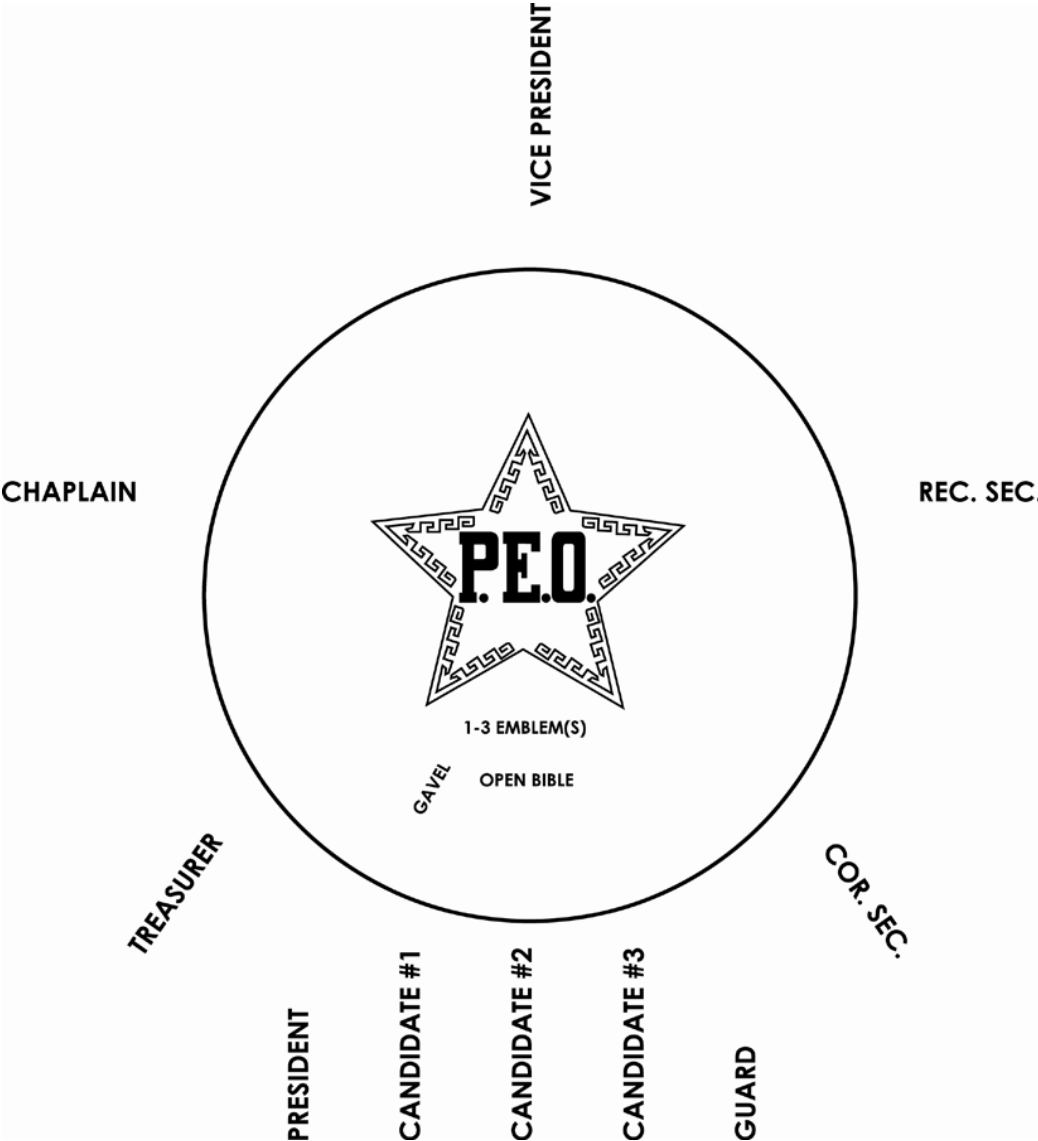 VICE PRESIDENT
CHAPLAIN
REC. SEC.
P.E.O.
1-3 EMBLEM(S)
GAVEL
OPEN BIBLE
TREASURER
COR. SEC.
PRESIDENT
CANDIDATE #1
CANDIDATE #2
CANDIDATE #3
GUARD